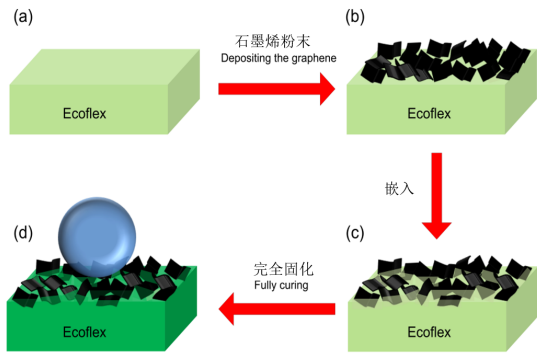 (a)
Ecoflex
石墨烯粉末
Depositing the graphene
(b)
Ecoflex
嵌入
(c)
Ecoflex
完全固化
Fully curing
(d)
Ecoflex